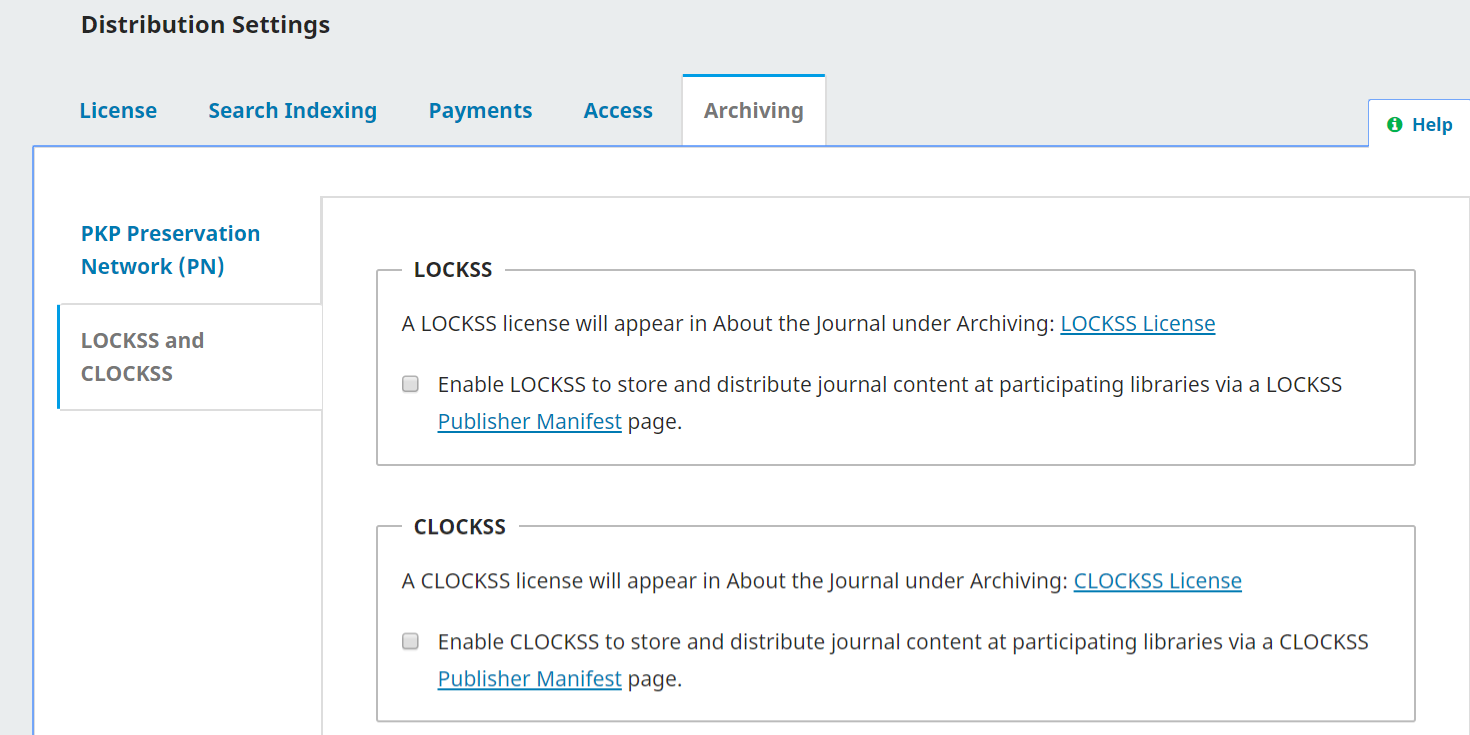 Distribution Settings
License Search Indexing Payments Access Archiving
Help
PKP Preservation
Network (PN)
LOCKSS and
CLOCKSS
LOCKSS
A LOCKSS license will appear in About the Journal under Archiving: LOCKSS License
Enable LOCKSS to store and distribute journal content at participating libraries via a LOCKSS
Publisher Manifest page.
CLOCKSS
A CLOCKSS license will appear in About the Journal under Archiving: CLOCKSS License
Enable CLOCKSS to store and distribute journal content at participating libraries via a CLOCKSS
Publisher Manifest page.